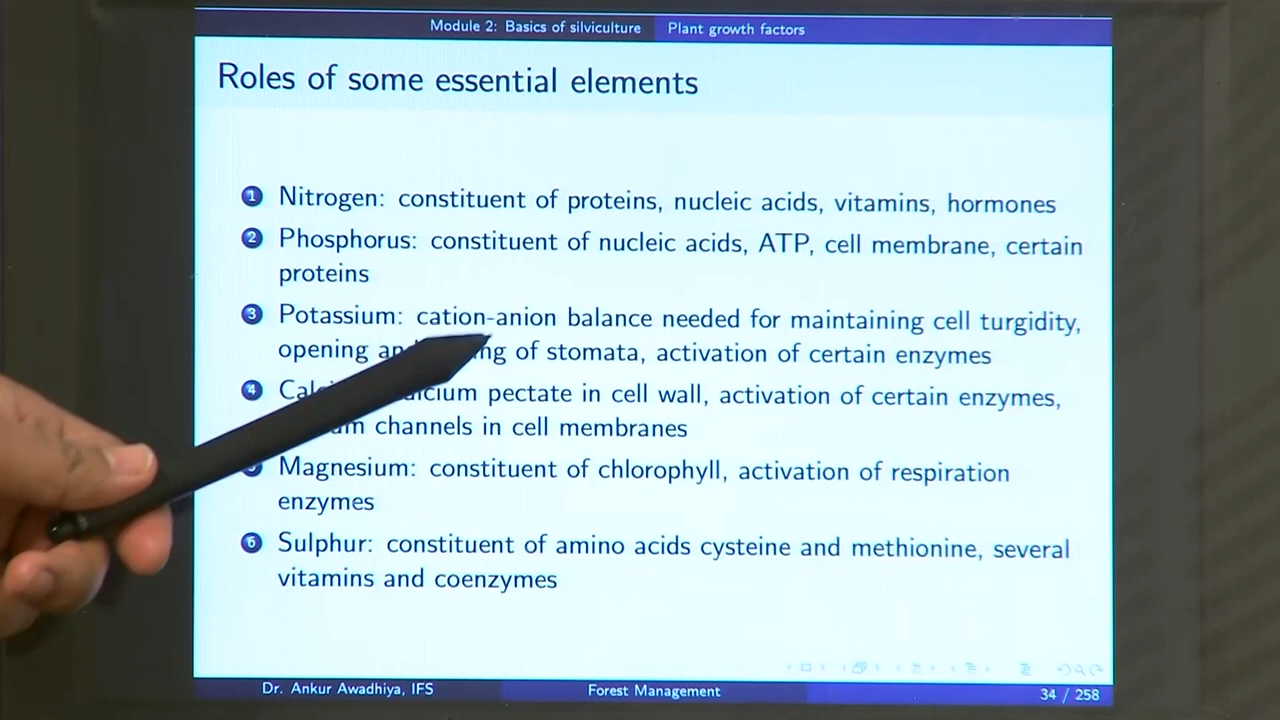 Module 2: Basics of silviculture Plant growth factors
Roles of some essential elements
1 Nitrogen: constituent of proteins, nucleic acids, vitamins, hormones
2 Phosphorus: constituent of nucleic acids, ATP, cell membrane, certain
proteins
3 Potassium: cation-anion balance needed for maintaining cell turgidity,
opening of stomata, activation of certain enzymes
4 pectate in cell wall, activation of certain enzymes,
channels in cell membranes
Magnesium: constituent of chlorophyll, activation of respiration
enzymes
6 Sulphur: constituent of amino acids cysteine and methionine, several
vitamins and coenzymes
Dr. Ankur Awadhiya, IFS Forest Management 34 / 258